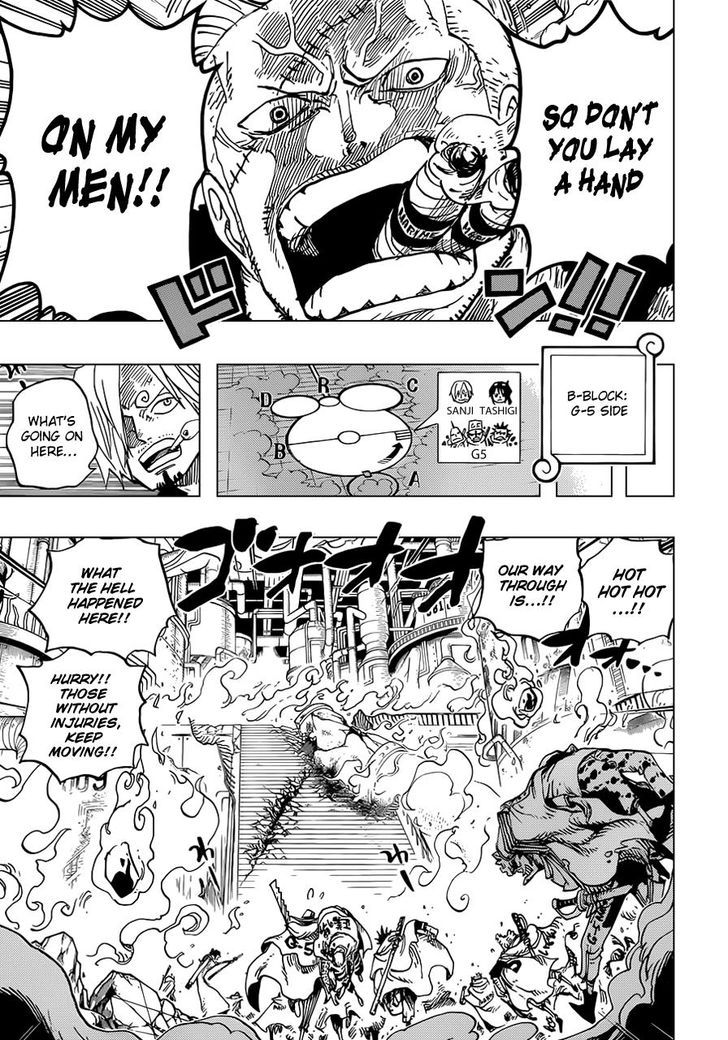 SO DON'T
YOU LAY
A HAND
ON MY
MEN!!
ドン!!
B-BLOCK:
G-5 SIDE
D
R
C
B
A
SANJI
TASHIGI
G5
WHAT'S
GOING ON
HERE...
HOT
HOT HOT
...!!
OUR WAY
THROUGH
IS...!!
ゴオオオ
WHAT
THE HELL
HAPPENED
HERE!!
HURRY!!
THOSE
WITHOUT
INJURIES,
KEEP
MOVING!!
G-5